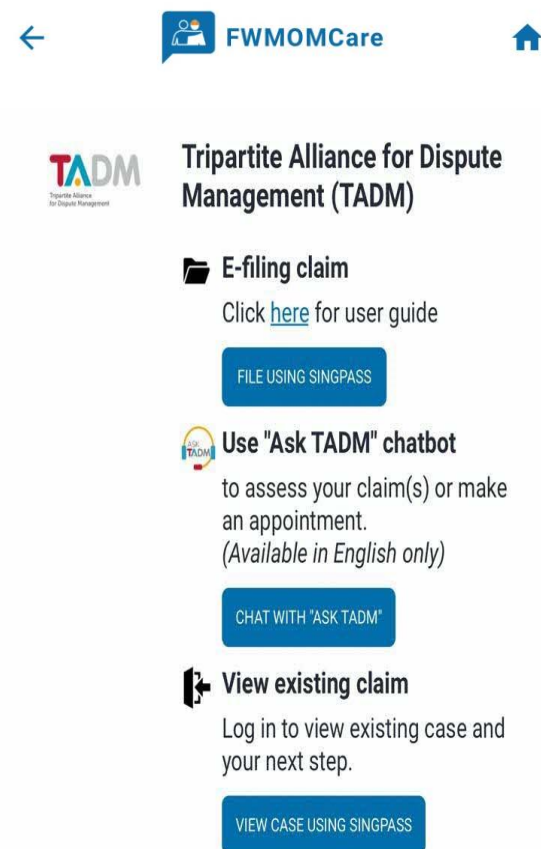 FWMOMCare
TADM
Tripartite Alliance
for Dispute Management
Tripartite Alliance for Dispute
Management (TADM)
E-filing claim
Click here for user guide
FILE USING SINGPASS
ASK
TADM
Use "Ask TADM" chatbot
to assess your claim(s) or make
an appointment.
(Available in English only)
CHAT WITH "ASK TADM"
View existing claim
Log in to view existing case and
your next step.
VIEW CASE USING SINGPASS